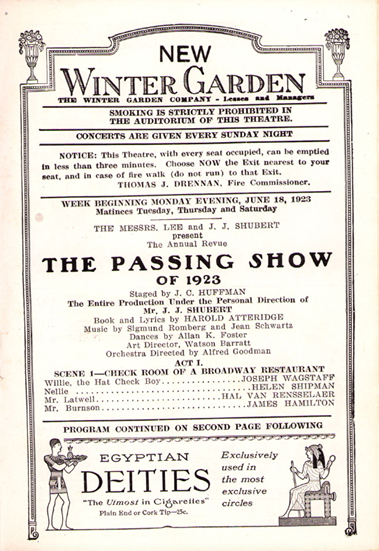 NEW
WINTER GARDEN
THE WINTER GARDEN COMPANY - Lessees and Managers
SMOKING IS STRICTLY PROHIBITED IN
THE AUDITORIUM OF THIS THEATRE.
CONCERTS ARE GIVEN EVERY SUNDAY NIGHT
NOTICE: This Theatre, with every seat occupied, can be emptied
in less than three minutes. Choose NOW the Exit nearest to your
seat, and in case of fire walk (do not run) to that Exit.
THOMAS J. DRENNAN, Fire Commissioner.
WEEK BEGINNING MONDAY EVENING, JUNE 18, 1923
Matinees Tuesday, Thursday and Saturday
THE MESSRS. LEE and J. J. SHUBERT
present
The Annual Revue
THE PASSING SHOW
OF 1923
Staged by J. C. HUFFMAN
The Entire Production Under the Personal Direction of
Mr. J. J. SHUBERT
Book and Lyrics by HAROLD ATTERIDGE
Music by Sigmund Romberg and Jean Schwartz
Dances by Allan K. Foster
Art Director, Watson Barratt
Orchestra Directed by Alfred Goodman
ACT I.
SCENE 1—CHECK ROOM OF A BROADWAY RESTAURANT
Willie, the Hat Check Boy....................JOSEPH WAGSTAFF
Nellie ....................HELEN SHIPMAN
Mr. Latwell....................HAL VAN RENSSELAER
Mr. Burnson....................JAMES HAMILTON
PROGRAM CONTINUED ON SECOND PAGE FOLLOWING
EGYPTIAN
DEITIES
"The Utmost in Cigarettes"
Plain End or Cork Tip—25c.
Exclusively
used in
the most
exclusive
circles